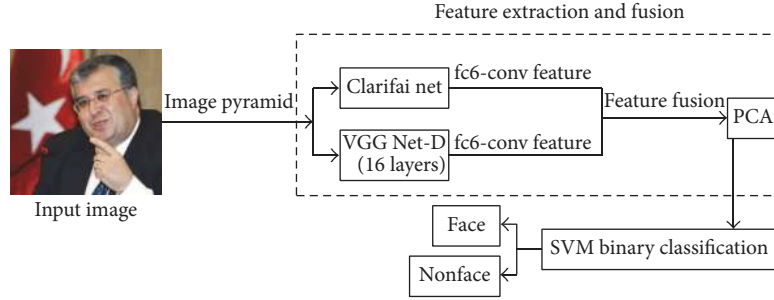 Feature extraction and fusion
Image pyramid
Clarifai net
fc6-conv feature
VGG Net-D
(16 layers)
fc6-conv feature
Feature fusion
PCA
Input image
Face
Nonface
SVM binary classification